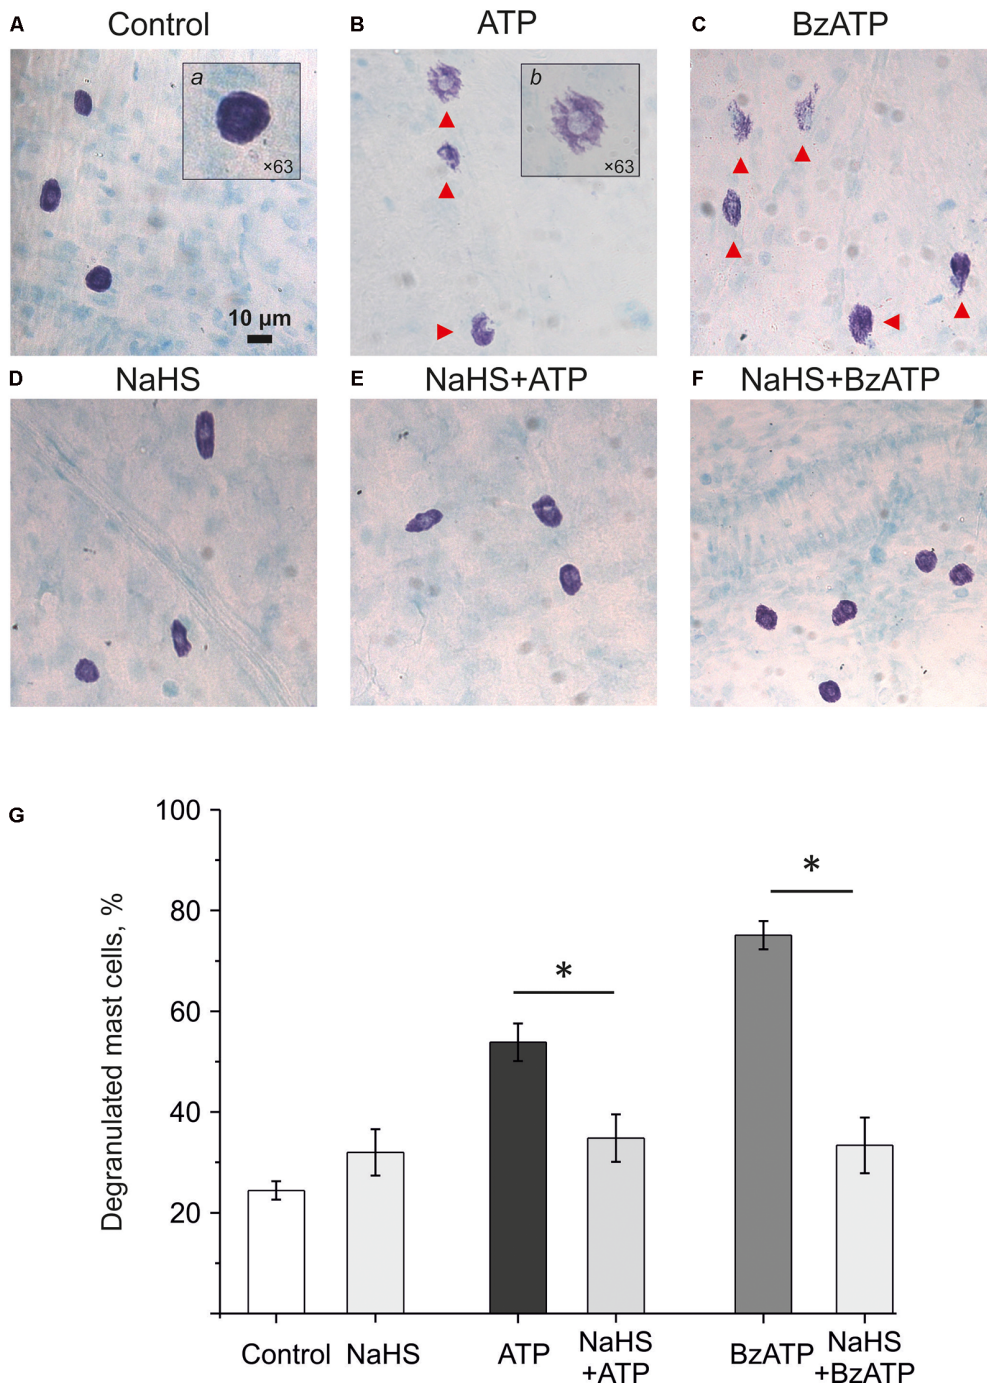 A Control
B ATP
C BzATP
a
×63
b
×63
10 µm
D NaHS
E NaHS+ATP
F NaHS+BzATP
G
Degranulated mast cells, %
100
80
60
40
20
*
*
Control
NaHS
ATP
NaHS
+ATP
BzATP
NaHS
+BzATP